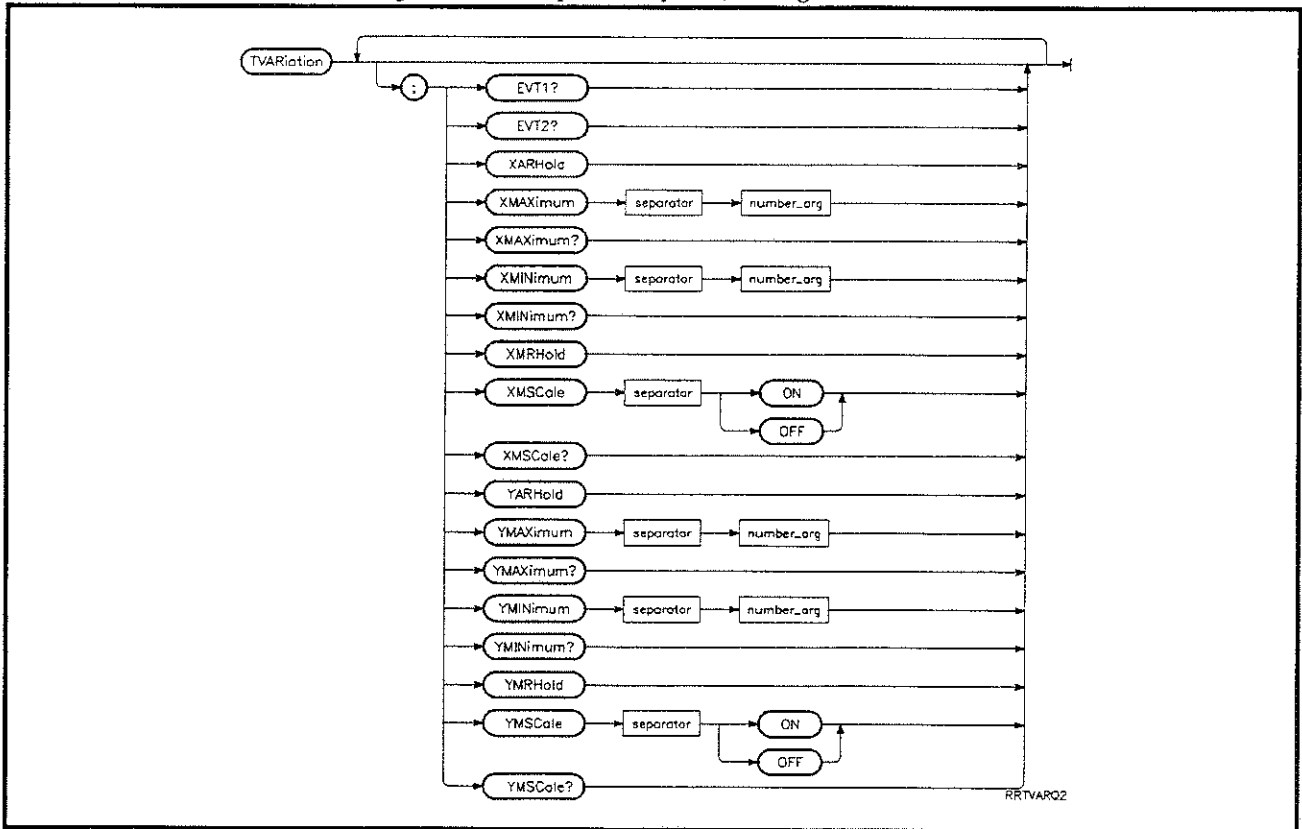 TVARiation
:
EVT1?
EVT2?
XARHold
XMAXimum separator number_arg
XMAXimum?
XMINimum separator number_arg
XMINimum?
XMRHold
XMSCale separator ON
OFF
XMSCale?
YARHold
YMAXimum separator number_arg
YMAXimum?
YMINimum separator number_arg
YMINimum?
YMRHold
YMSCale separator ON
OFF
YMSCale?
RRTVAR02